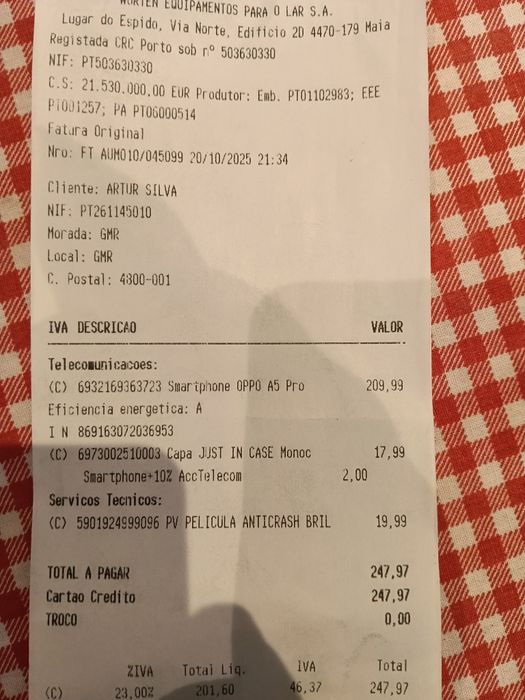 WORTEN EQUIPAMENTOS PARA O LAR S.A.
Lugar do Espido, Via Norte, Edificio 2D 4470-179 Maia
Registada CRC Porto sob nº 503630330
NIF: PT503630330
C.S: 21.530.000,00 EUR Produtor: Emb. PT01102983; EEE
PT001257; PA PT06000514
Fatura Original
Nro: FT AUM010/045099 20/10/2025 21:34
Cliente: ARTUR SILVA
NIF: PT261145010
Morada: GMR
Local: GMR
C. Postal: 4800-001
IVA DESCRICAO VALOR
Telecomunicacoes:
(C) 6932169363723 Smartphone OPPO A5 Pro 209,99
Eficiencia energetica: A
I N 869163072036953
(C) 6973002510003 Capa JUST IN CASE Monoc 17,99
Smartphone+10% AccTelecom 2,00
Servicos Tecnicos:
(C) 5901924999096 PV PELICULA ANTICRASH BRIL 19,99
TOTAL A PAGAR 247,97
Cartao Credito 247,97
TROCO 0,00
%IVA Total Liq. IVA Total
(C) 23,00% 201,60 46,37 247,97